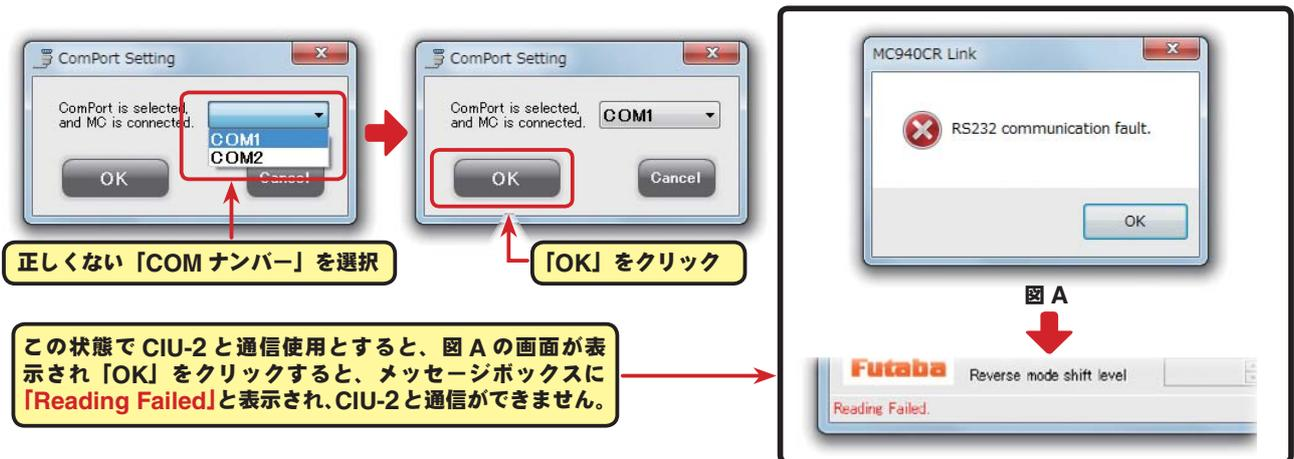 ComPort Setting
ComPort is selected,
and MC is connected.
COM1
COM2
OK
Cancel
正しくない「COM ナンバー」を選択
ComPort Setting
ComPort is selected,
and MC is connected.
COM1
OK
Cancel
「OK」をクリック
この状態で CIU-2 と通信使用とすると、図 A の画面が表
示され「OK」をクリックすると、メッセージボックスに
「Reading Failed」と表示され、CIU-2 と通信ができません。
MC940CR Link
RS232 communication fault.
OK
図 A
Futaba
Reverse mode shift level
Reading Failed.